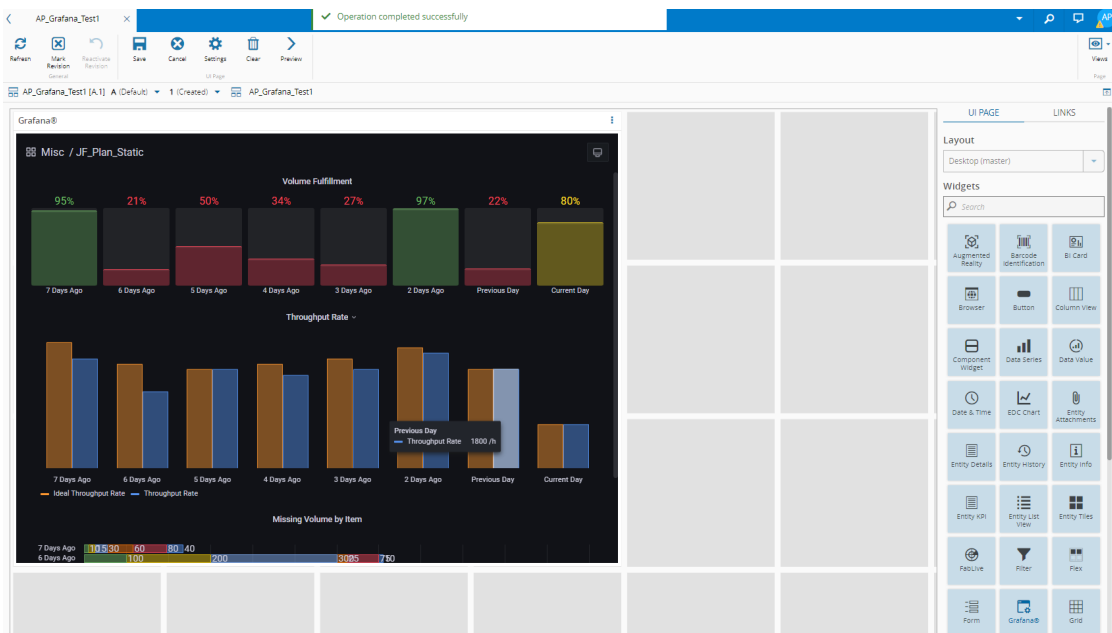 AP_Grafana_Test1
Operation completed successfully
AP
Refresh
Mark Revision
Reactivate Revision
General
Save
Cancel
Settings
Clear
Preview
UI Page
Views
Page
AP_Grafana_Test1 [A.1] A (Default) 1 (Created) AP_Grafana_Test1
Grafana®
Misc / JF_Plan_Static
Volume Fulfillment
95% 21% 50% 34% 27% 97% 22% 80%
7 Days Ago 6 Days Ago 5 Days Ago 4 Days Ago 3 Days Ago 2 Days Ago Previous Day Current Day
Throughput Rate
Previous Day
Throughput Rate 1800 /h
7 Days Ago 6 Days Ago 5 Days Ago 4 Days Ago 3 Days Ago 2 Days Ago Previous Day Current Day
Ideal Throughput Rate Throughput Rate
Missing Volume by Item
7 Days Ago 10 5 30 60 80 40
6 Days Ago 100 200
UI PAGE LINKS
Layout
Desktop (master)
Widgets
Search
Augmented Reality
Barcode Identification
BI Card
Browser
Button
Column View
Component Widget
Data Series
Data Value
Date & Time
EDC Chart
Entity Attachments
Entity Details
Entity History
Entity Info
Entity KPI
Entity List View
Entity Tiles
FabLive
Filter
Flex
Form
Grafana®
Grid